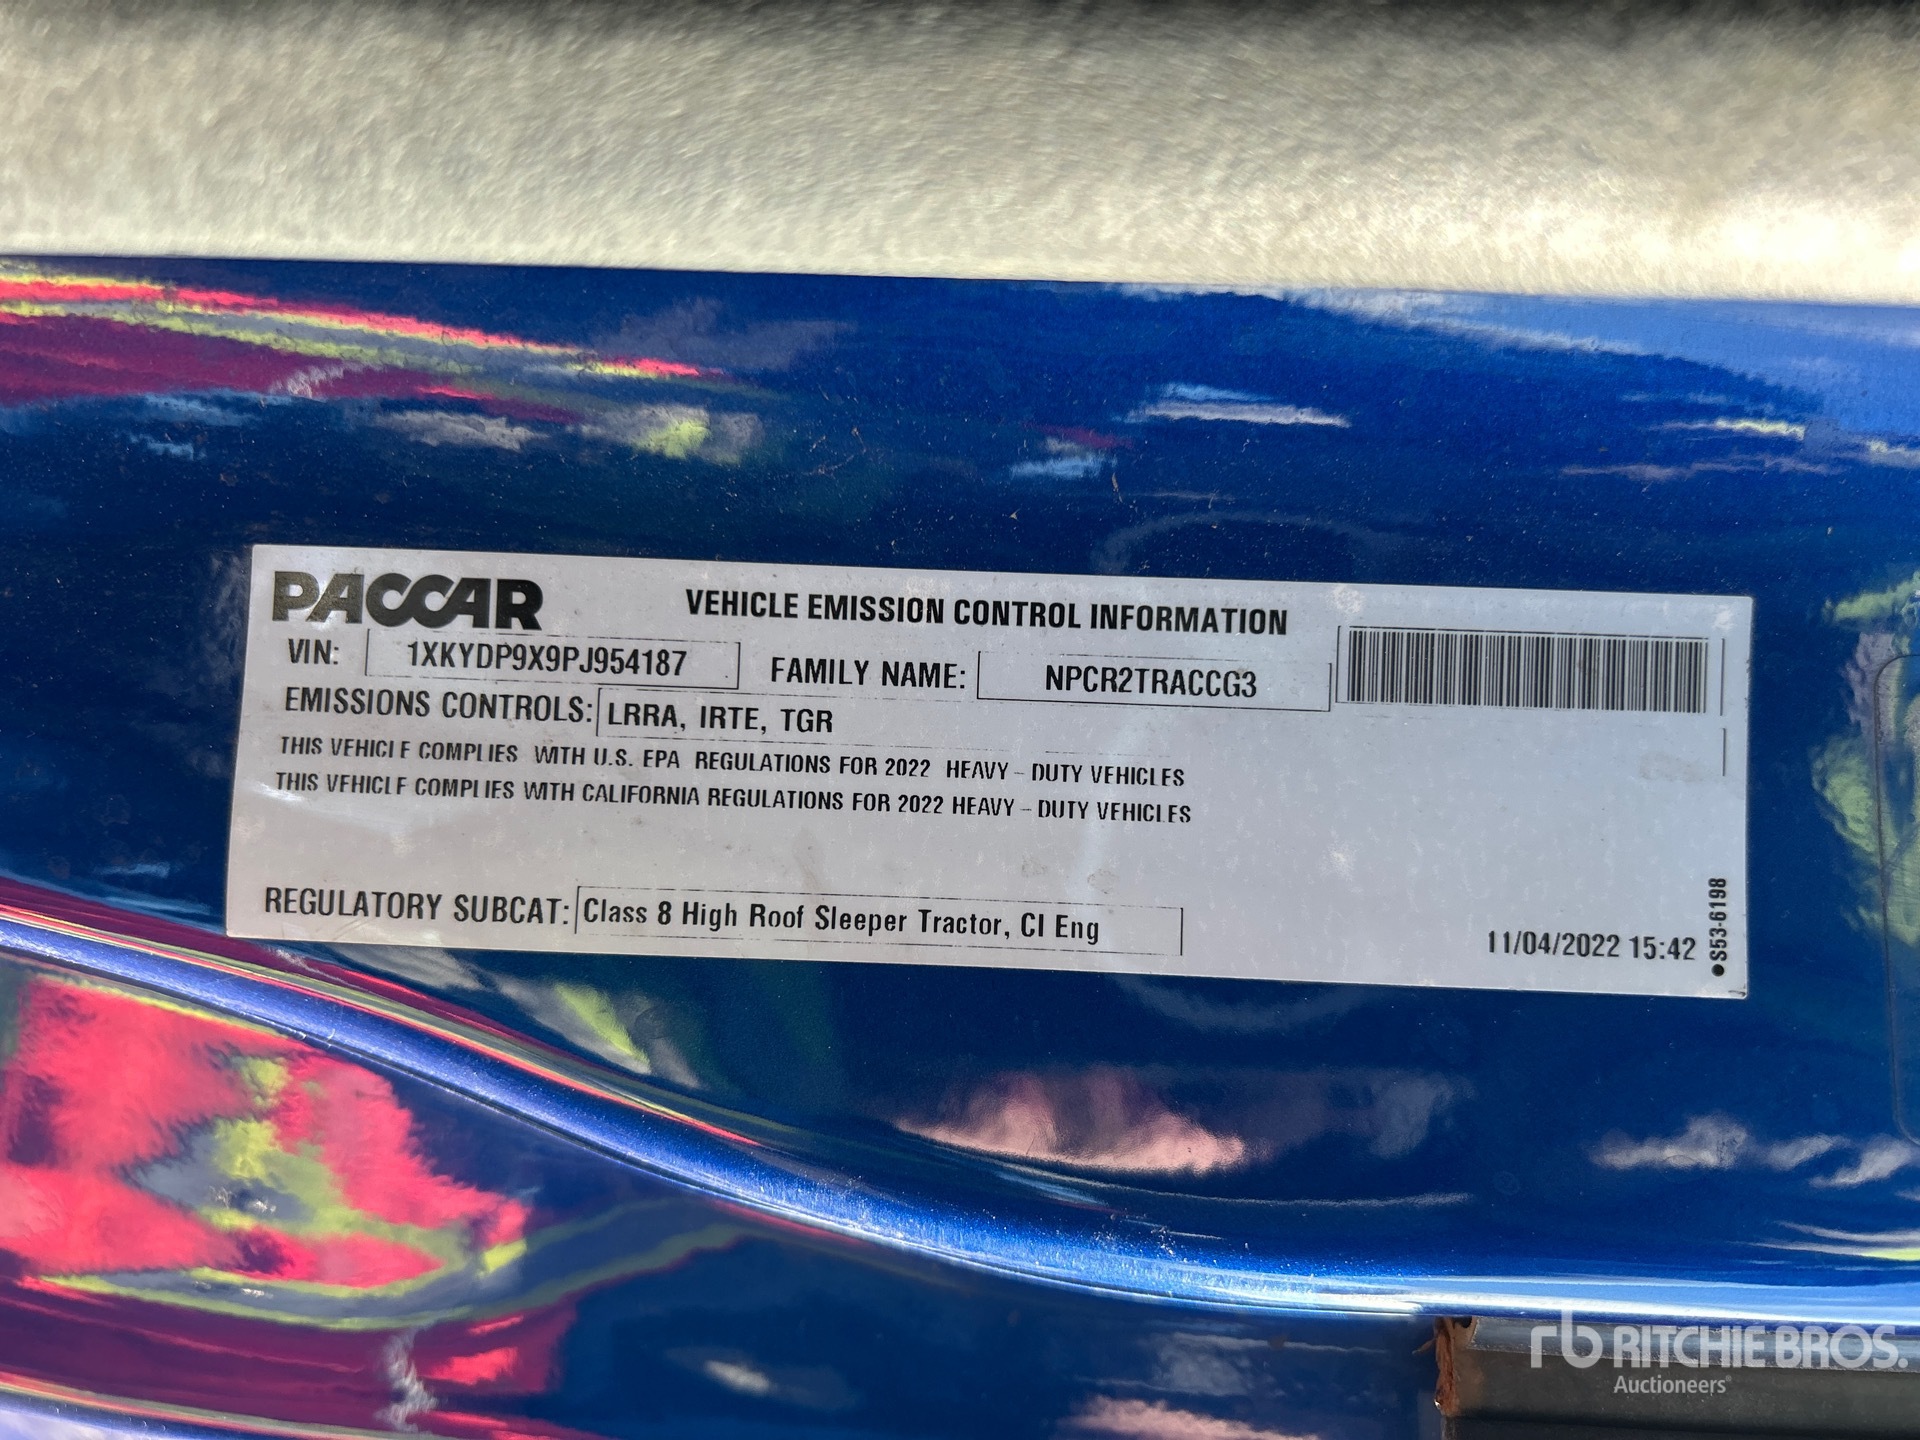 PACCAR
VEHICLE EMISSION CONTROL INFORMATION
VIN: 1XKYDP9X9PJ954187 FAMILY NAME: NPCR2TRACCG3
EMISSIONS CONTROLS: LRRA, IRTE, TGR
THIS VEHICLE COMPLIES WITH U.S. EPA REGULATIONS FOR 2022 HEAVY - DUTY VEHICLES
THIS VEHICLE COMPLIES WITH CALIFORNIA REGULATIONS FOR 2022 HEAVY - DUTY VEHICLES
REGULATORY SUBCAT: Class 8 High Roof Sleeper Tractor, CI Eng
11/04/2022 15:42
●S53-6198
rb RITCHIE BROS.
Auctioneers